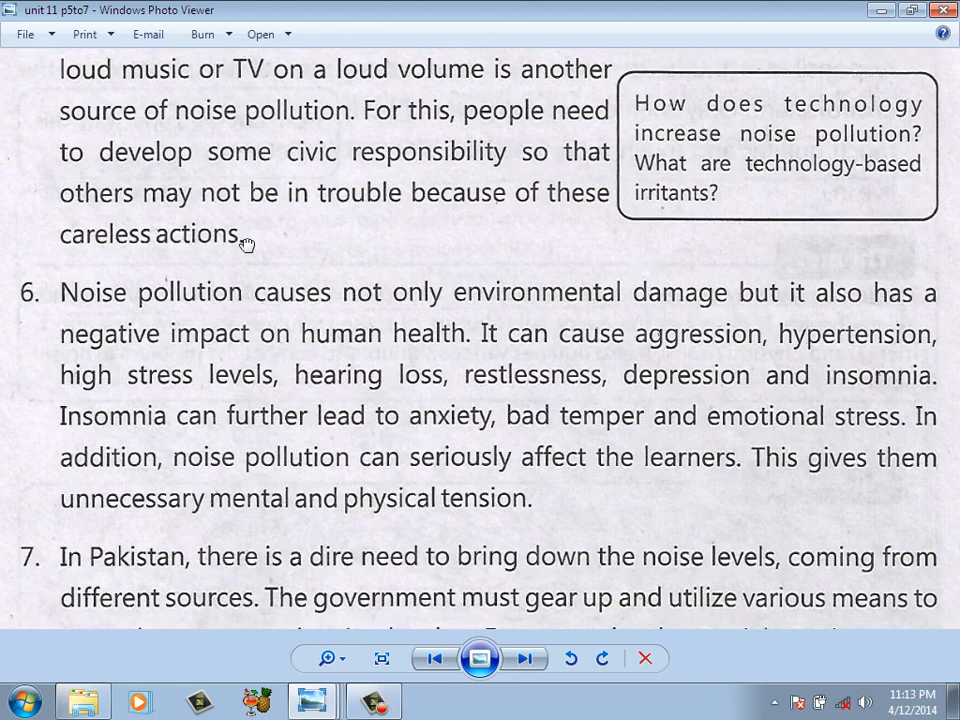 unit 11 p5to7 - Windows Photo Viewer
File Print E-mail Burn Open
loud music or TV on a loud volume is another
source of noise pollution. For this, people need
to develop some civic responsibility so that
others may not be in trouble because of these
careless actions.
How does technology
increase noise pollution?
What are technology-based
irritants?
6. Noise pollution causes not only environmental damage but it also has a
negative impact on human health. It can cause aggression, hypertension,
high stress levels, hearing loss, restlessness, depression and insomnia.
Insomnia can further lead to anxiety, bad temper and emotional stress. In
addition, noise pollution can seriously affect the learners. This gives them
unnecessary mental and physical tension.
7. In Pakistan, there is a dire need to bring down the noise levels, coming from
different sources. The government must gear up and utilize various means to
11:13 PM
4/12/2014